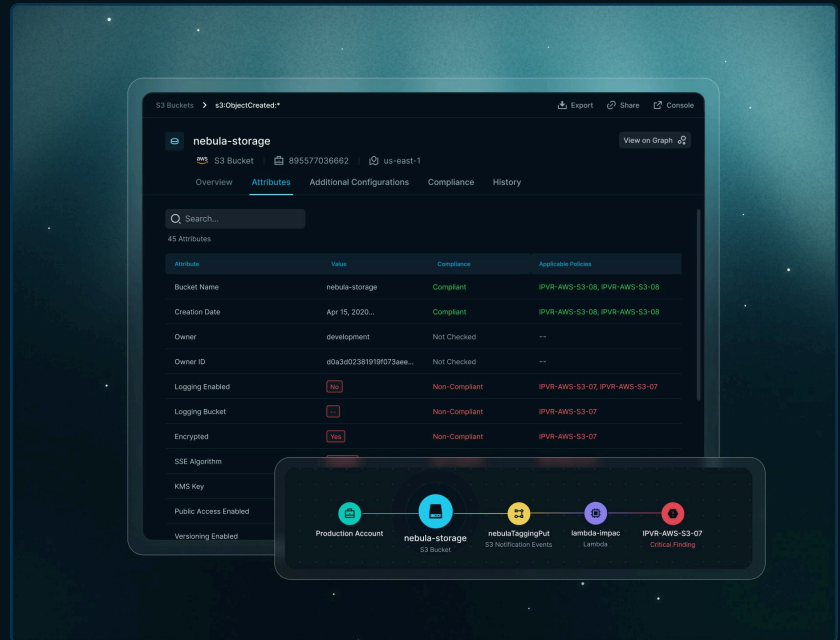 S3 Buckets > s3:ObjectCreated:*
Export Share Console
nebula-storage
View on Graph
aws S3 Bucket 895577036662 us-east-1
Overview Attributes Additional Configurations Compliance History
Search...
45 Attributes
Attribute Value Compliance Applicable Policies
Bucket Name nebula-storage Compliant IPVR-AWS-S3-08, IPVR-AWS-S3-08
Creation Date Apr 15, 2020... Compliant IPVR-AWS-S3-08, IPVR-AWS-S3-08
Owner development Not Checked --
Owner ID d0a3d02381919f073aee... Not Checked --
Logging Enabled No Non-Compliant IPVR-AWS-S3-07, IPVR-AWS-S3-07
Logging Bucket -- Non-Compliant IPVR-AWS-S3-07
Encrypted Yes Non-Compliant IPVR-AWS-S3-07
SSE Algorithm
KMS Key
Public Access Enabled
Versioning Enabled
Production Account
nebula-storage
S3 Bucket
nebulaTaggingPut
S3 Notification Events
lambda-impac
Lambda
IPVR-AWS-S3-07
Critical Finding